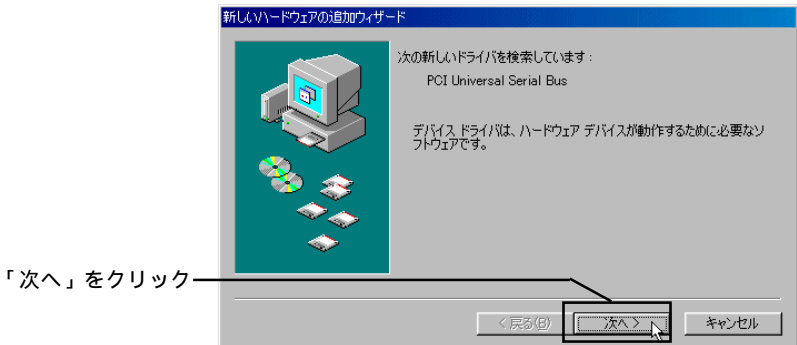 新しいハードウェアの追加ウィザード
次の新しいドライバを検索しています :
PCI Universal Serial Bus
デバイス ドライバは、ハードウェア デバイスが動作するために必要なソ
フトウェアです。
「次へ」をクリック
< 戻る(B)
次へ >
キャンセル